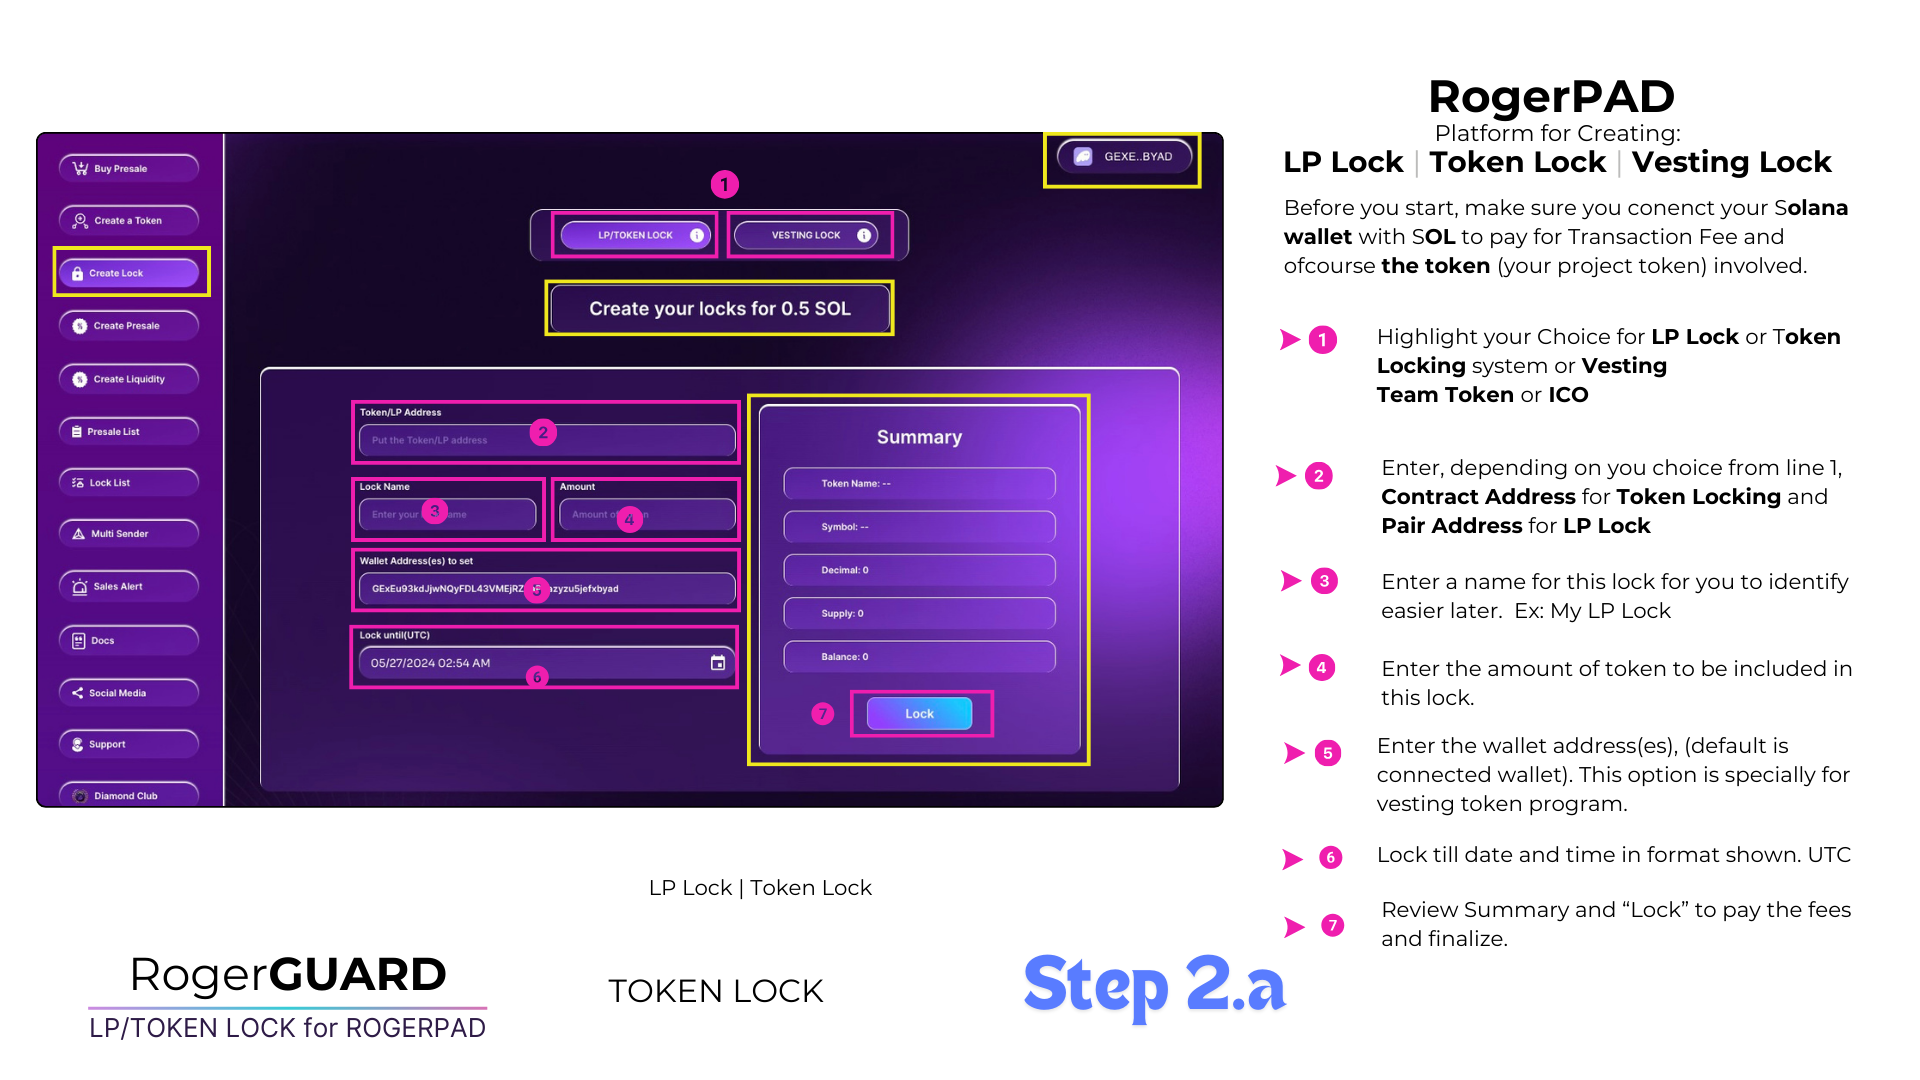 RogerPAD
Platform for Creating:
LP Lock | Token Lock | Vesting Lock
Before you start, make sure you conenct your Solana
wallet with SOL to pay for Transaction Fee and
ofcourse the token (your project token) involved.
1
Highlight your Choice for LP Lock or Token
Locking system or Vesting
Team Token or ICO
2
Enter, depending on you choice from line 1,
Contract Address for Token Locking and
Pair Address for LP Lock
3
Enter a name for this lock for you to identify
easier later. Ex: My LP Lock
4
Enter the amount of token to be included in
this lock.
5
Enter the wallet address(es), (default is
connected wallet). This option is specially for
vesting token program.
6
Lock till date and time in format shown. UTC
7
Review Summary and “Lock” to pay the fees
and finalize.
Buy Presale
Create a Token
Create Lock
Create Presale
Create Liquidity
Presale List
Lock List
Multi Sender
Sales Alert
Docs
Social Media
Support
Diamond Club
GEXE..BYAD
1
LP/TOKEN LOCK
VESTING LOCK
Create your locks for 0.5 SOL
Token/LP Address
Put the Token/LP address
2
Lock Name
Enter your
3
Amount
Amount
4
Wallet Address(es) to set
5
Lock until(UTC)
05/27/2024 02:54 AM
6
Summary
Token Name: --
Symbol: --
Decimal: 0
Supply: 0
Balance: 0
7
Lock
LP Lock | Token Lock
RogerGUARD
LP/TOKEN LOCK for ROGERPAD
TOKEN LOCK
Step 2.a